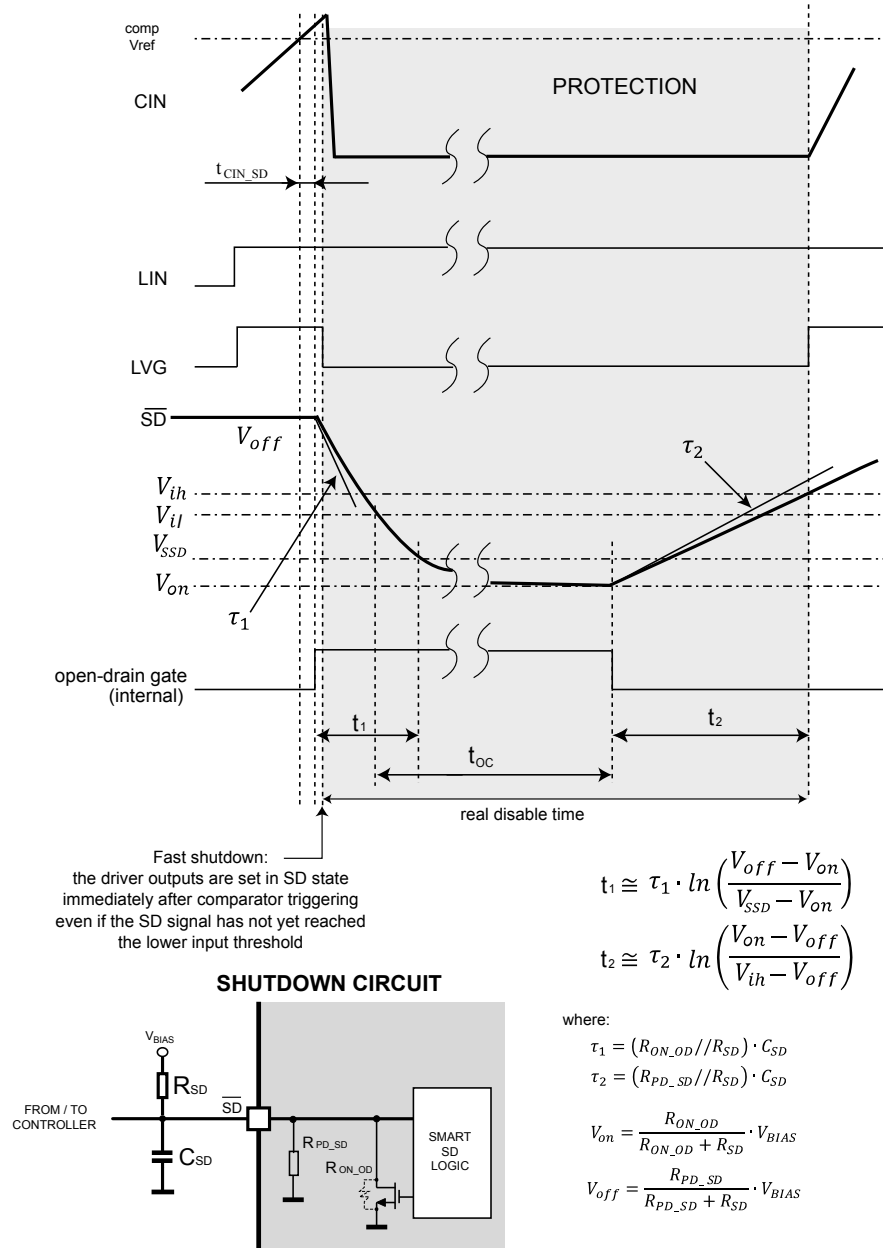 comp
Vref
CIN
PROTECTION
tCIN_SD
LIN
LVG
SD
Voff
τ2
Vih
Vil
VSSD
Von
τ1
open-drain gate
(internal)
t1
t2
tOC
real disable time
Fast shutdown:
the driver outputs are set in SD state
immediately after comparator triggering
even if the SD signal has not yet reached
the lower input threshold
t1 ≅ τ1 · ln((Voff − Von)/(VSSD − Von))
t2 ≅ τ2 · ln((Von − Voff)/(Vih − Voff))
SHUTDOWN CIRCUIT
VBIAS
RSD
SD
FROM / TO
CONTROLLER
CSD
RPD_SD
RON_OD
SMART
SD
LOGIC
where:
τ1 = (RON_OD//RSD) · CSD
τ2 = (RPD_SD//RSD) · CSD
Von = RON_OD/(RON_OD + RSD) · VBIAS
Voff = RPD_SD/(RPD_SD + RSD) · VBIAS